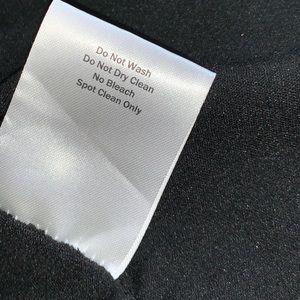 Do Not Wash
Do Not Dry Clean
No Bleach
Spot Clean Only